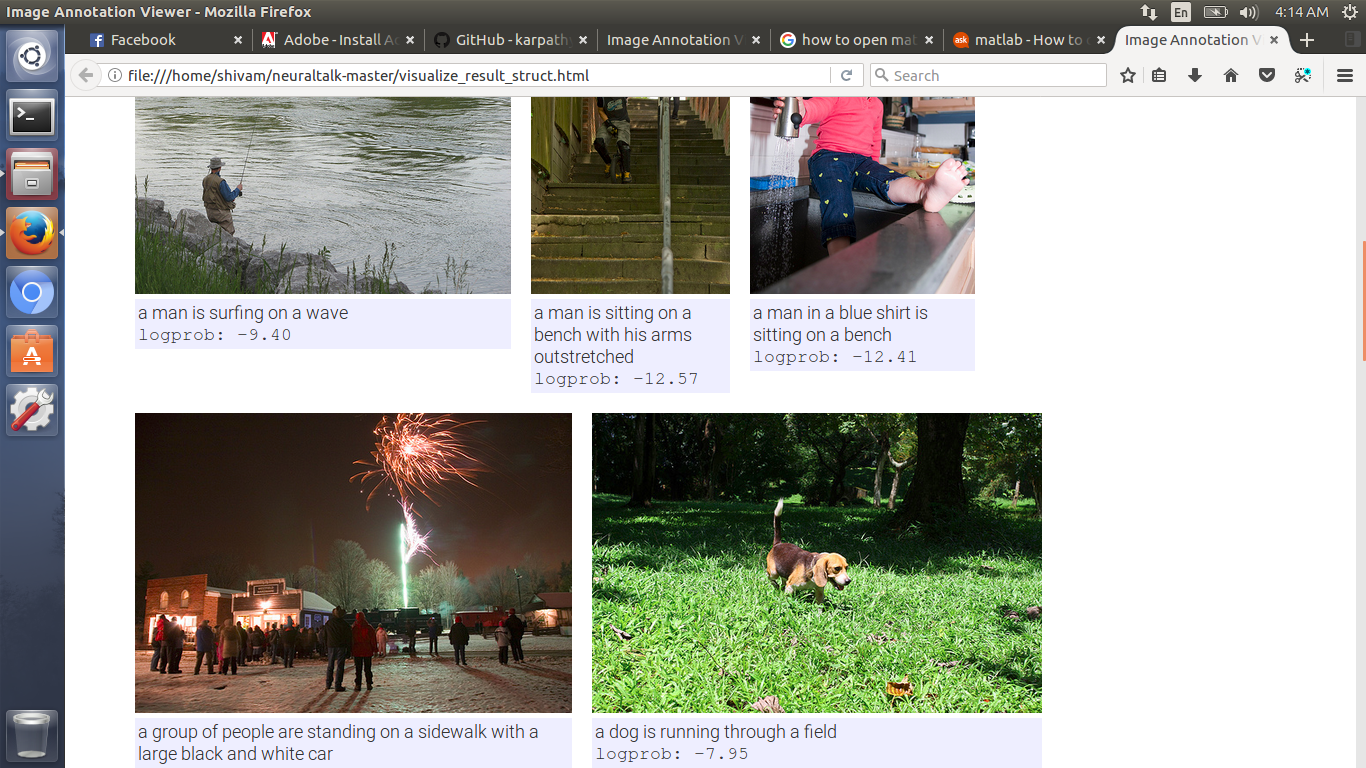 Image Annotation Viewer - Mozilla Firefox
En
4:14 AM
Facebook
Adobe - Install Ac
GitHub - karpathy
Image Annotation V
how to open mat
ask
matlab - How to o
Image Annotation V
file:///home/shivam/neuraltalk-master/visualize_result_struct.html
Search
a man is surfing on a wave
logprob: -9.40
a man is sitting on a
bench with his arms
outstretched
logprob: -12.57
a man in a blue shirt is
sitting on a bench
logprob: -12.41
a group of people are standing on a sidewalk with a
large black and white car
a dog is running through a field
logprob: -7.95